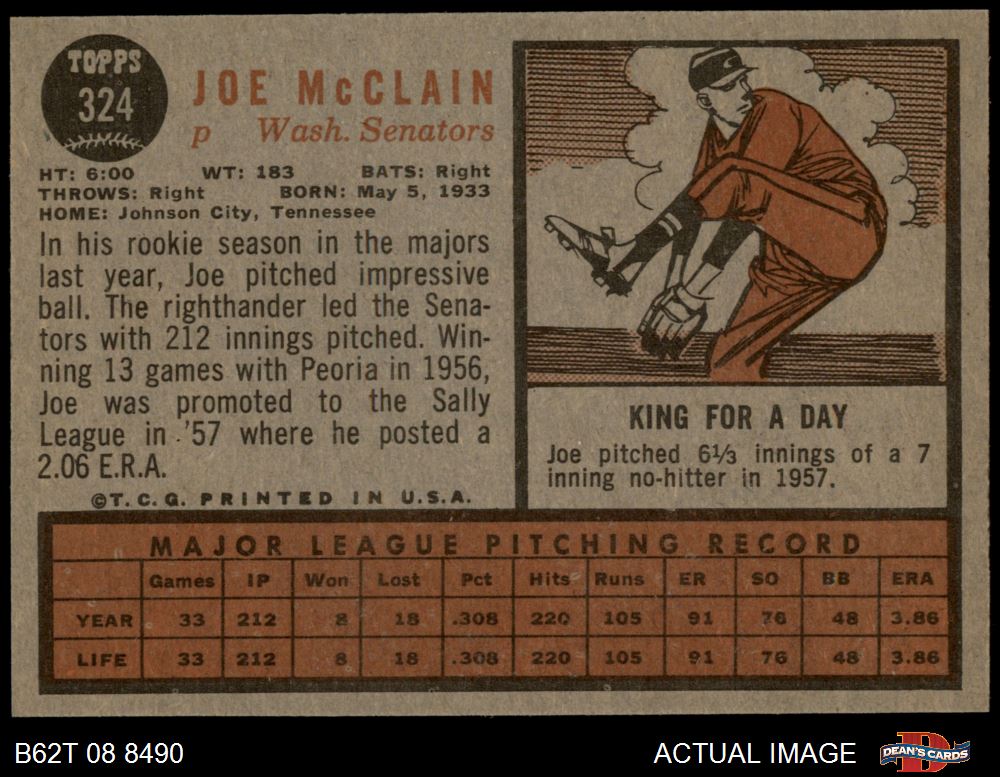 TOPPS
324
JOE McCLAIN
p Wash. Senators
HT: 6:00 WT: 183 BATS: Right
THROWS: Right BORN: May 5, 1933
HOME: Johnson City, Tennessee
In his rookie season in the majors
last year, Joe pitched impressive
ball. The righthander led the Sena-
tors with 212 innings pitched. Win-
ning 13 games with Peoria in 1956,
Joe was promoted to the Sally
League in '57 where he posted a
2.06 E.R.A.
©T.C.G. PRINTED IN U.S.A.
C
KING FOR A DAY
Joe pitched 6⅓ innings of a 7
inning no-hitter in 1957.
MAJOR LEAGUE PITCHING RECORD
Games IP Won Lost Pct Hits Runs ER SO BB ERA
YEAR 33 212 8 18 .308 220 105 91 76 48 3.86
LIFE 33 212 8 18 .308 220 105 91 76 48 3.86
B62T 08 8490
ACTUAL IMAGE
D
DEAN'S CARDS